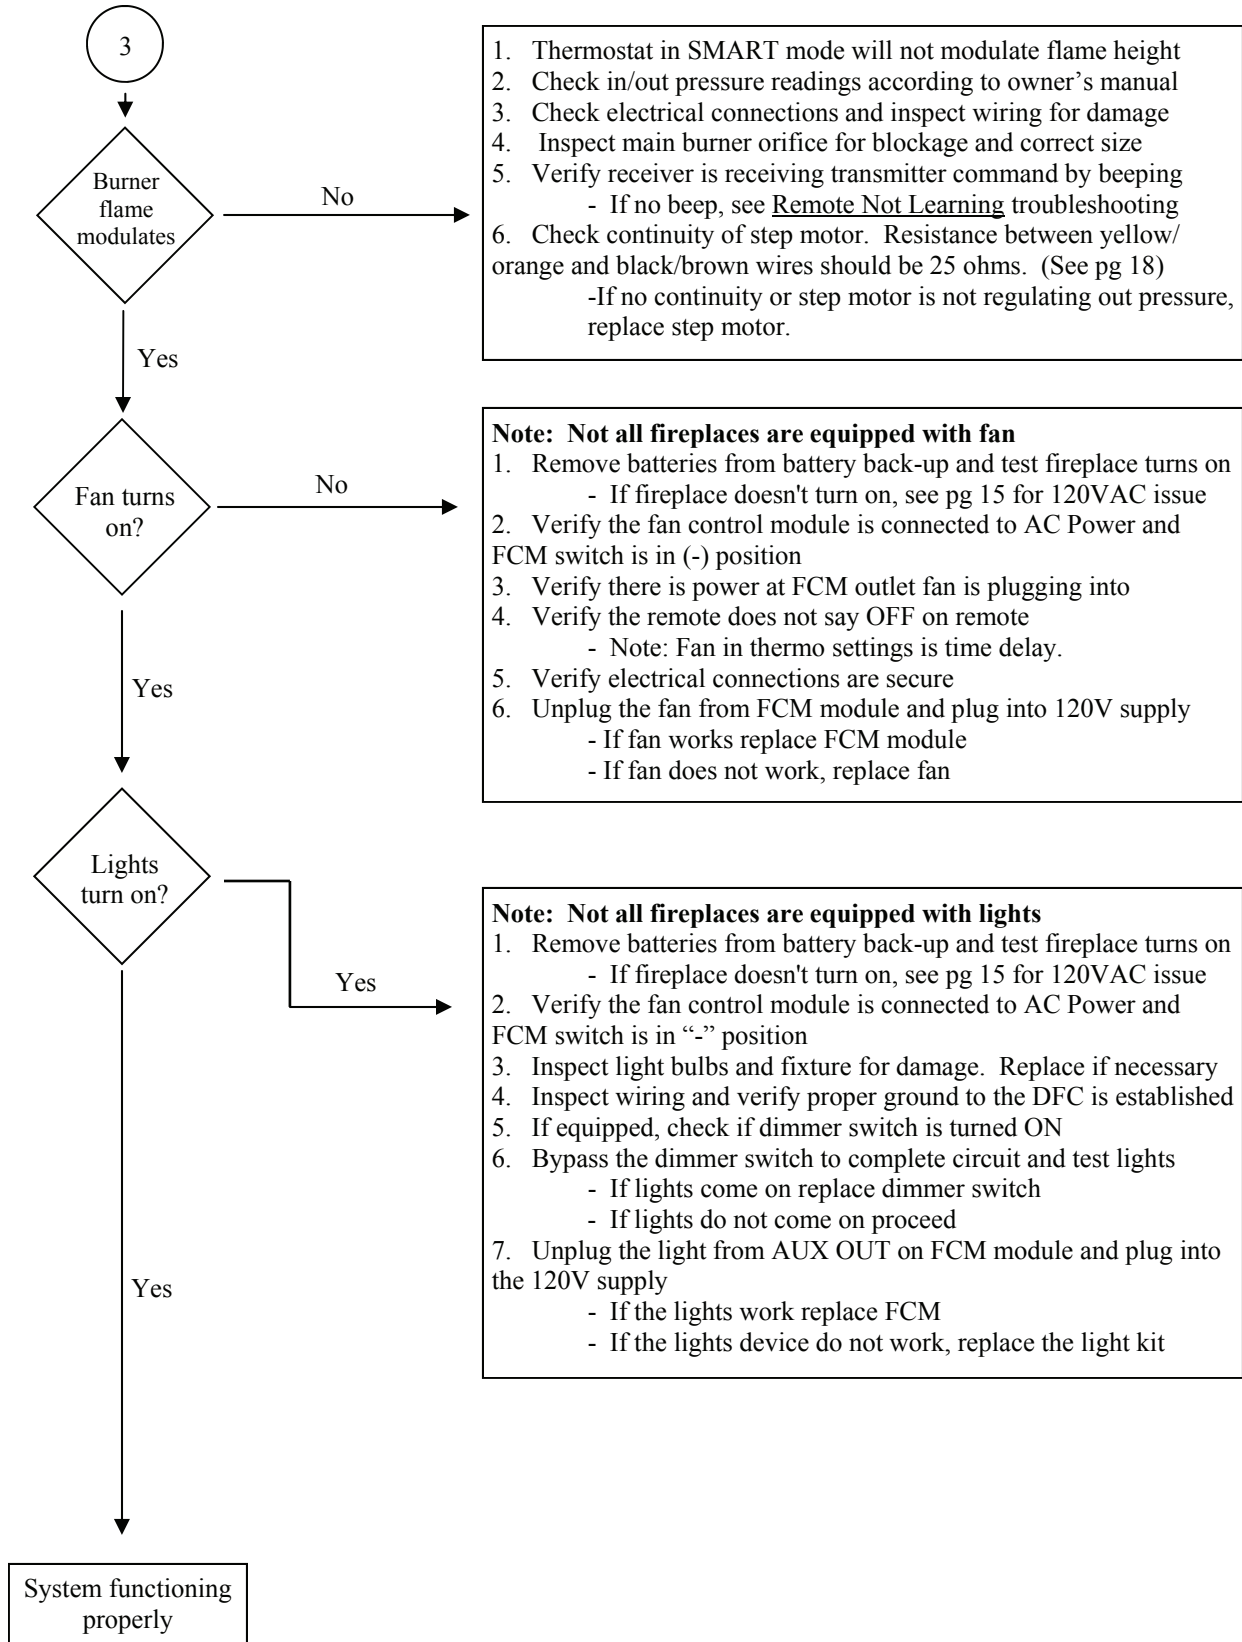 3
Burner
flame
modulates
No
1. Thermostat in SMART mode will not modulate flame height
2. Check in/out pressure readings according to owner’s manual
3. Check electrical connections and inspect wiring for damage
4. Inspect main burner orifice for blockage and correct size
5. Verify receiver is receiving transmitter command by beeping
- If no beep, see Remote Not Learning troubleshooting
6. Check continuity of step motor. Resistance between yellow/
orange and black/brown wires should be 25 ohms. (See pg 18)
-If no continuity or step motor is not regulating out pressure,
replace step motor.
Yes
Fan turns
on?
No
Note: Not all fireplaces are equipped with fan
1. Remove batteries from battery back-up and test fireplace turns on
- If fireplace doesn't turn on, see pg 15 for 120VAC issue
2. Verify the fan control module is connected to AC Power and
FCM switch is in (-) position
3. Verify there is power at FCM outlet fan is plugging into
4. Verify the remote does not say OFF on remote
- Note: Fan in thermo settings is time delay.
5. Verify electrical connections are secure
6. Unplug the fan from FCM module and plug into 120V supply
- If fan works replace FCM module
- If fan does not work, replace fan
Yes
Lights
turn on?
Yes
Note: Not all fireplaces are equipped with lights
1. Remove batteries from battery back-up and test fireplace turns on
- If fireplace doesn't turn on, see pg 15 for 120VAC issue
2. Verify the fan control module is connected to AC Power and
FCM switch is in “-” position
3. Inspect light bulbs and fixture for damage. Replace if necessary
4. Inspect wiring and verify proper ground to the DFC is established
5. If equipped, check if dimmer switch is turned ON
6. Bypass the dimmer switch to complete circuit and test lights
- If lights come on replace dimmer switch
- If lights do not come on proceed
7. Unplug the light from AUX OUT on FCM module and plug into
the 120V supply
- If the lights work replace FCM
- If the lights device do not work, replace the light kit
Yes
System functioning
properly